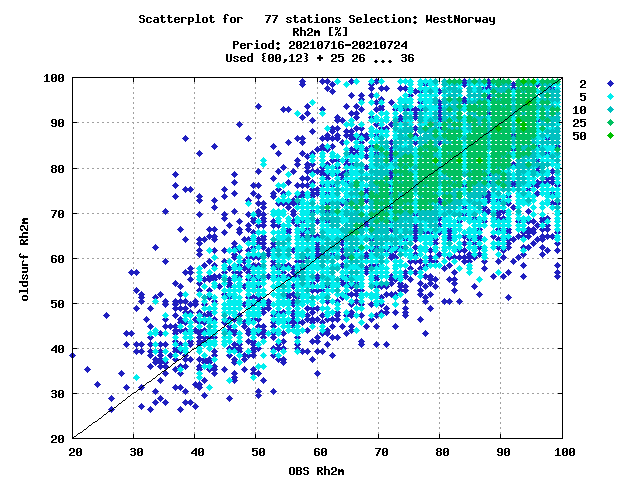 Scatterplot for   77 stations Selection: WestNorway
Rh2m [%]
Period: 20210716-20210724
Used {00,12} + 25 26 ... 36
100
90
80
70
60
50
40
30
20
20 30 40 50 60 70 80 90 100
oldsurf Rh2m
OBS Rh2m
2
5
10
25
50